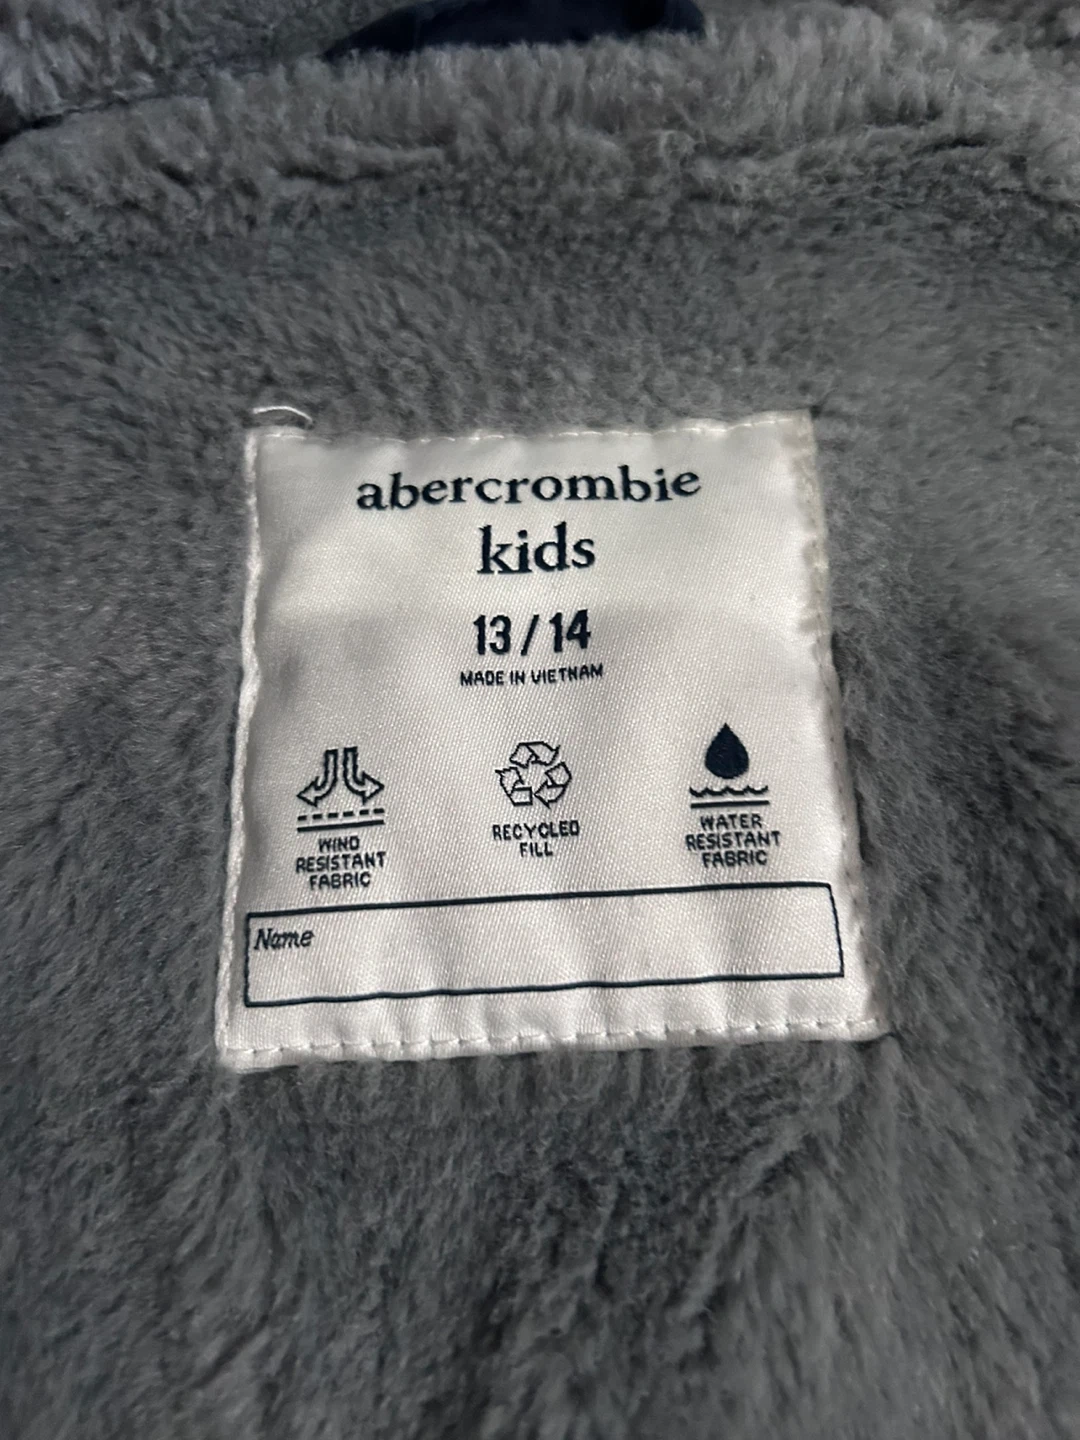 abercrombie
kids
13/14
MADE IN VIETNAM
WIND
RESISTANT
FABRIC
RECYCLED
FILL
WATER
RESISTANT
FABRIC
Name